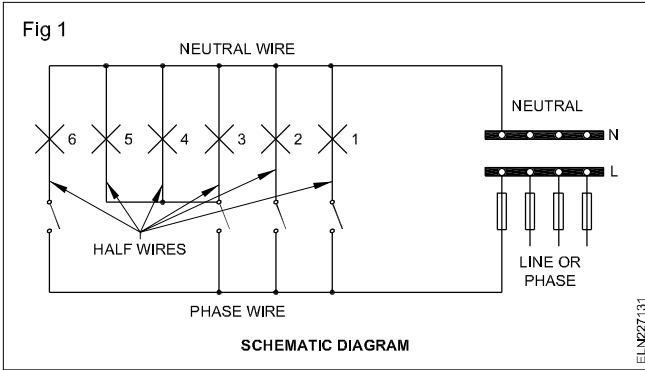 Fig 1
NEUTRAL WIRE
NEUTRAL
N
6 5 4 3 2 1
L
HALF WIRES
LINE OR
PHASE
PHASE WIRE
SCHEMATIC DIAGRAM
ELN227131